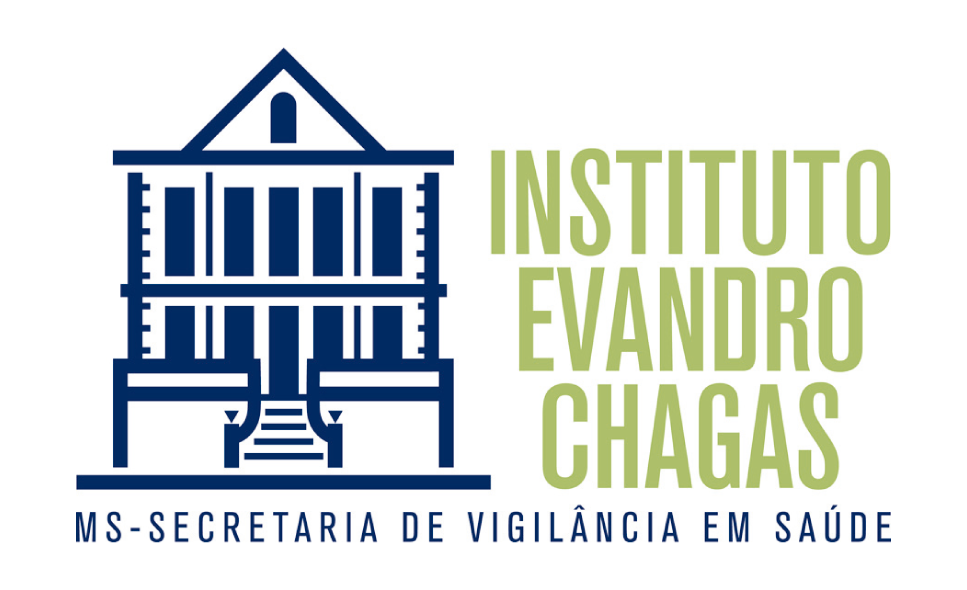 INSTITUTO
EVANDRO
CHAGAS
MS-SECRETARIA DE VIGILÂNCIA EM SAÚDE